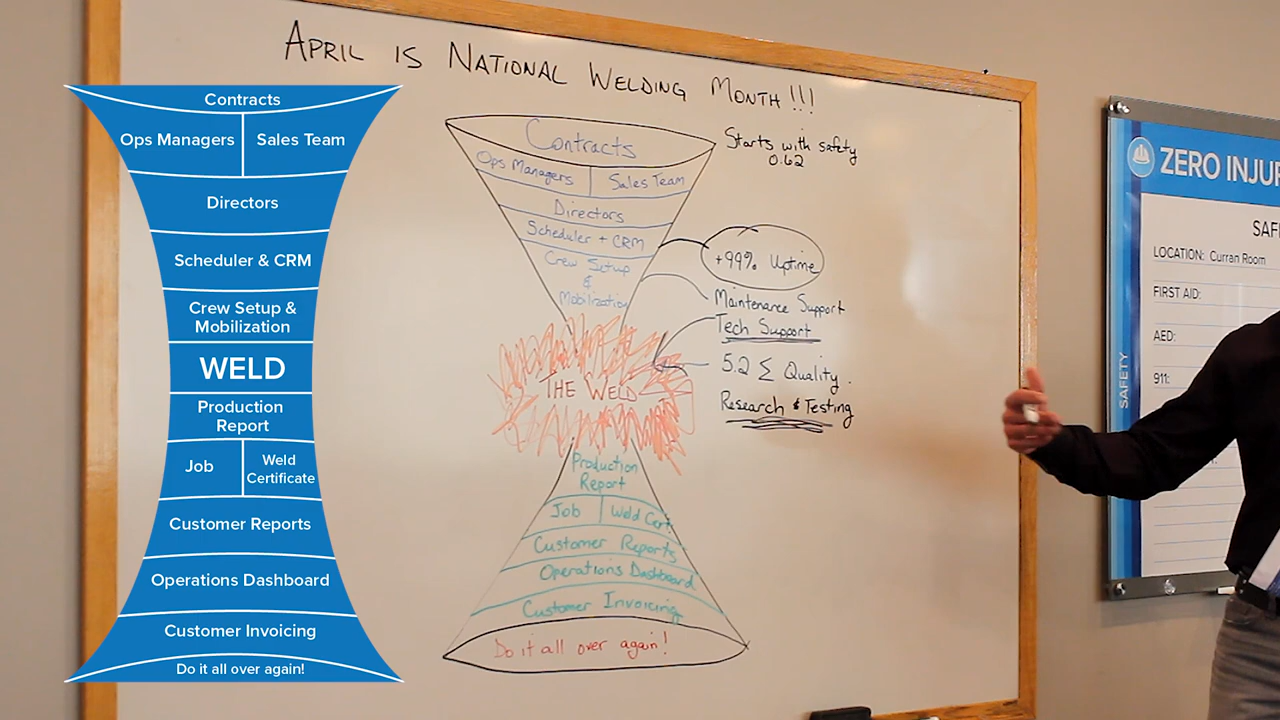 APRIL IS NATIONAL WELDING MONTH!!!
Contracts
Ops Managers
Sales Team
Directors
Scheduler & CRM
Crew Setup &
Mobilization
WELD
Production
Report
Job
Weld
Certificate
Customer Reports
Operations Dashboard
Customer Invoicing
Do it all over again!
Contracts
Ops Managers
Sales Team
Directors
Scheduler + CRM
Crew Setup
&
Mobilization
THE WELD
Production
Report
Job
Weld Cert
Customer Reports
Operations Dashboard
Customer Invoicing
Do it all over again!
Starts with safety
0.62
+99% Uptime
Maintenance Support
Tech Support
5.2 Σ Quality.
Research & Testing
ZERO INJU
SAF
LOCATION: Curran Room
FIRST AID:
AED:
911:
SAFETY